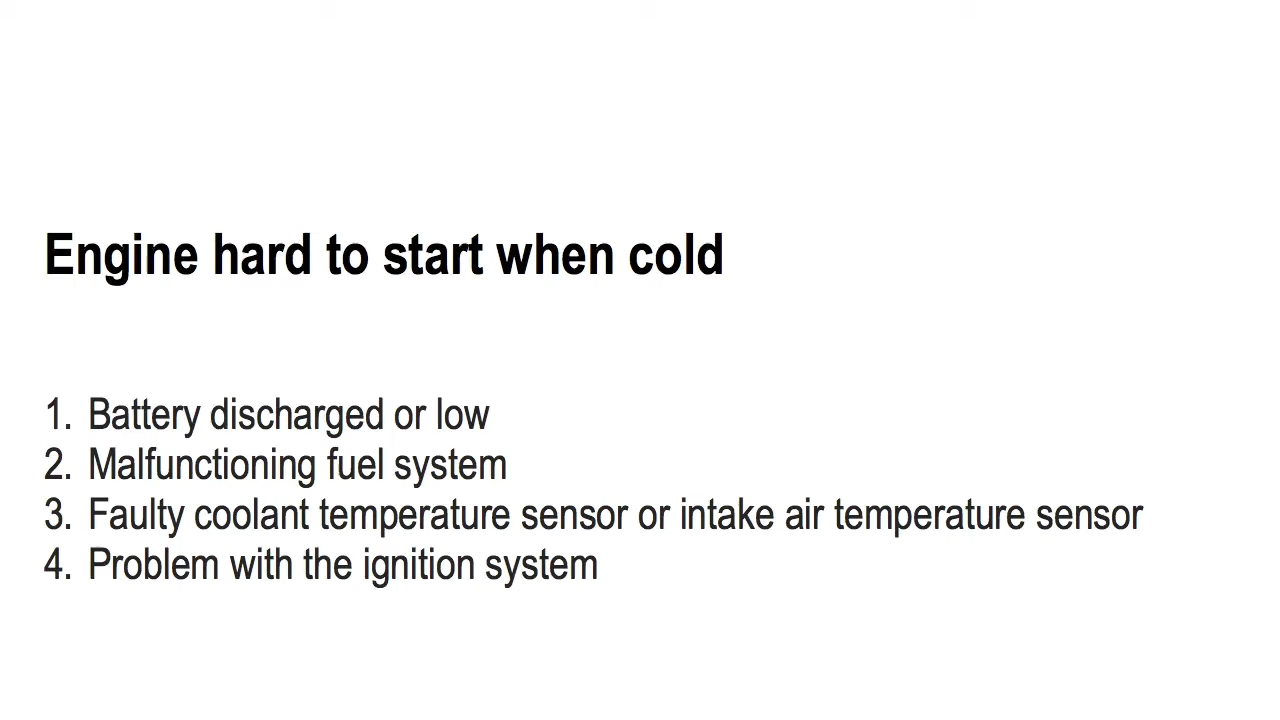 Engine hard to start when cold
1. Battery discharged or low
2. Malfunctioning fuel system
3. Faulty coolant temperature sensor or intake air temperature sensor
4. Problem with the ignition system